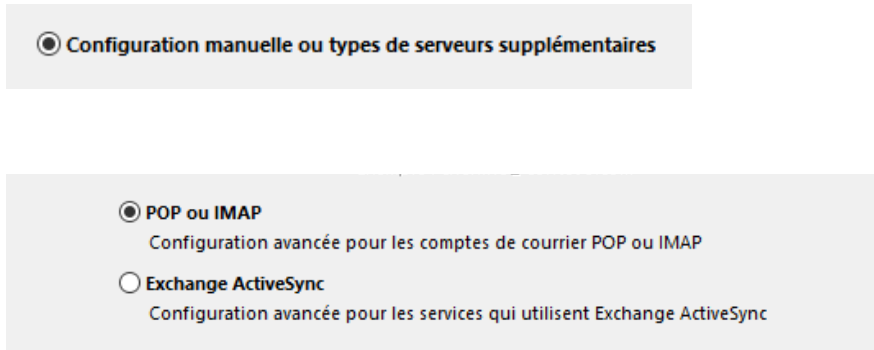 Configuration manuelle ou types de serveurs supplémentaires
POP ou IMAP
Configuration avancée pour les comptes de courrier POP ou IMAP
Exchange ActiveSync
Configuration avancée pour les services qui utilisent Exchange ActiveSync